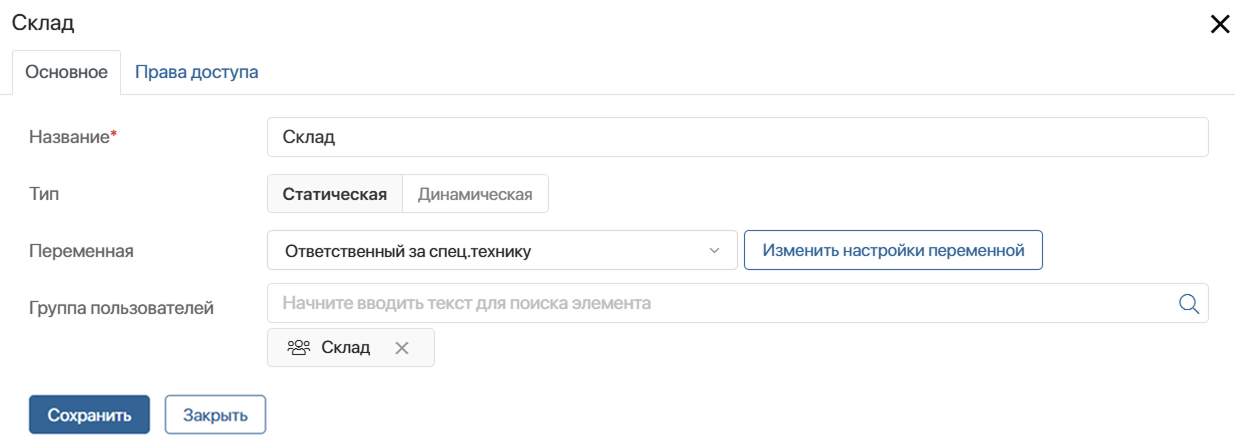 Склад
Основное Права доступа
Название* Склад
Тип Статическая Динамическая
Переменная Ответственный за спец.технику Изменить настройки переменной
Группа пользователей Начните вводить текст для поиска элемента
Склад
Сохранить Закрыть